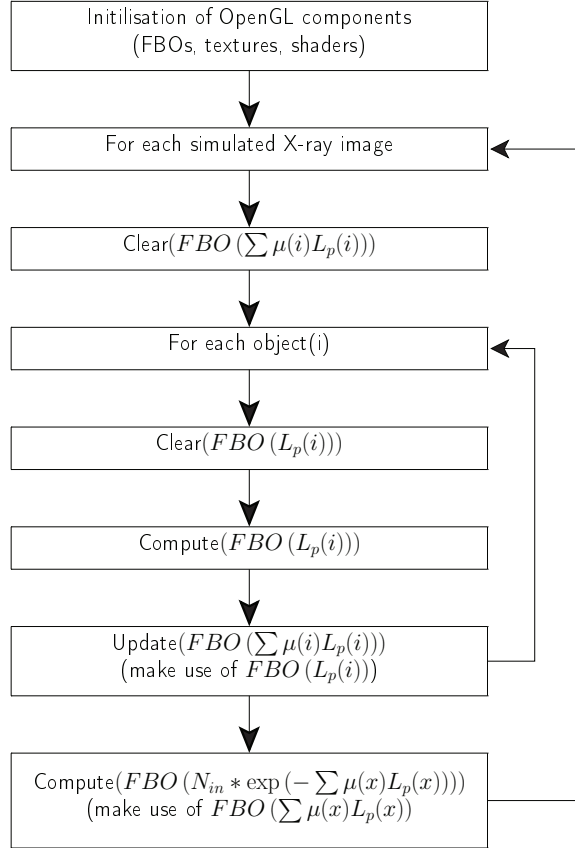 Initilisation of OpenGL components
(FBOs, textures, shaders)
For each simulated X-ray image
Clear(FBO (∑ μ(i)L_p(i)))
For each object(i)
Clear(FBO (L_p(i)))
Compute(FBO (L_p(i)))
Update(FBO (∑ μ(i)L_p(i)))
(make use of FBO (L_p(i)))
Compute(FBO (N_in * exp (− ∑ μ(x)L_p(x))))
(make use of FBO (∑ μ(x)L_p(x))